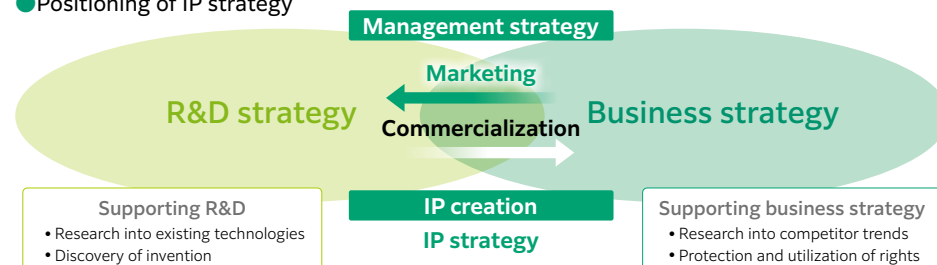 ●Positioning of IP strategy
Management strategy
Marketing
R&D strategy
Business strategy
Commercialization
IP creation
IP strategy
Supporting R&D
• Research into existing technologies
• Discovery of invention
Supporting business strategy
• Research into competitor trends
• Protection and utilization of rights